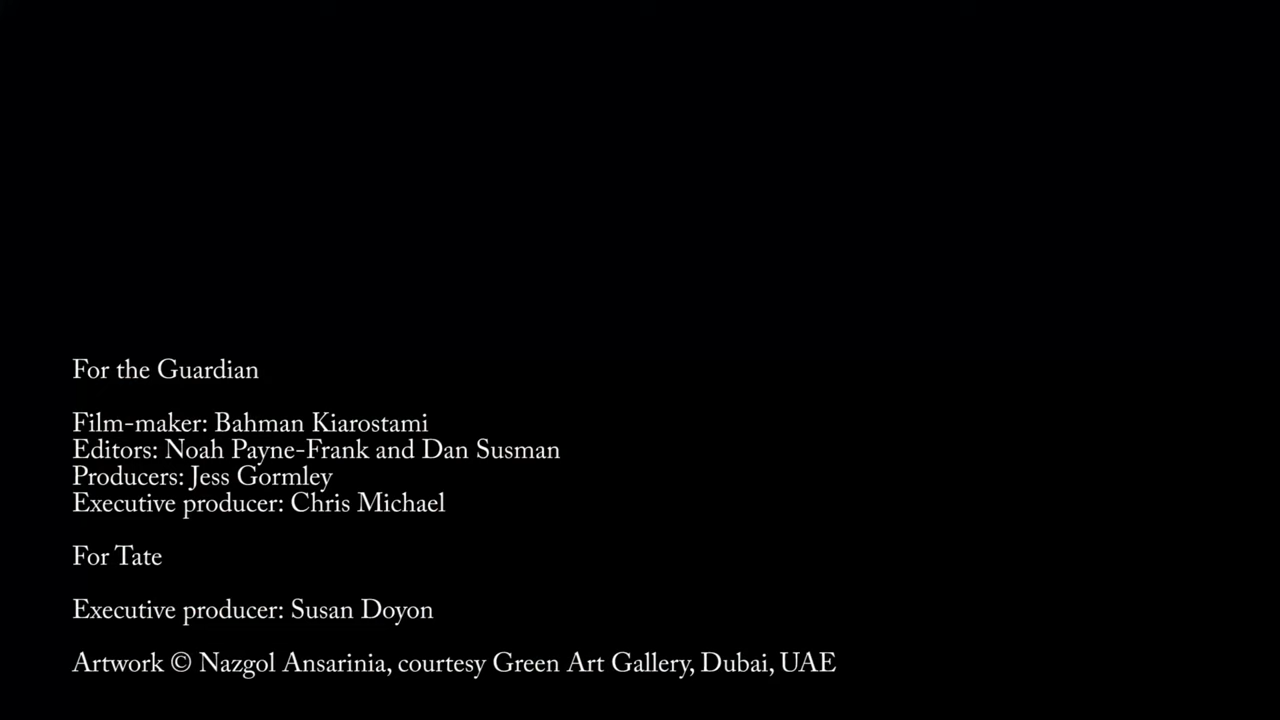 For the Guardian
Film-maker: Bahman Kiarostami
Editors: Noah Payne-Frank and Dan Susman
Producers: Jess Gormley
Executive producer: Chris Michael
For Tate
Executive producer: Susan Doyon
Artwork © Nazgol Ansarinia, courtesy Green Art Gallery, Dubai, UAE